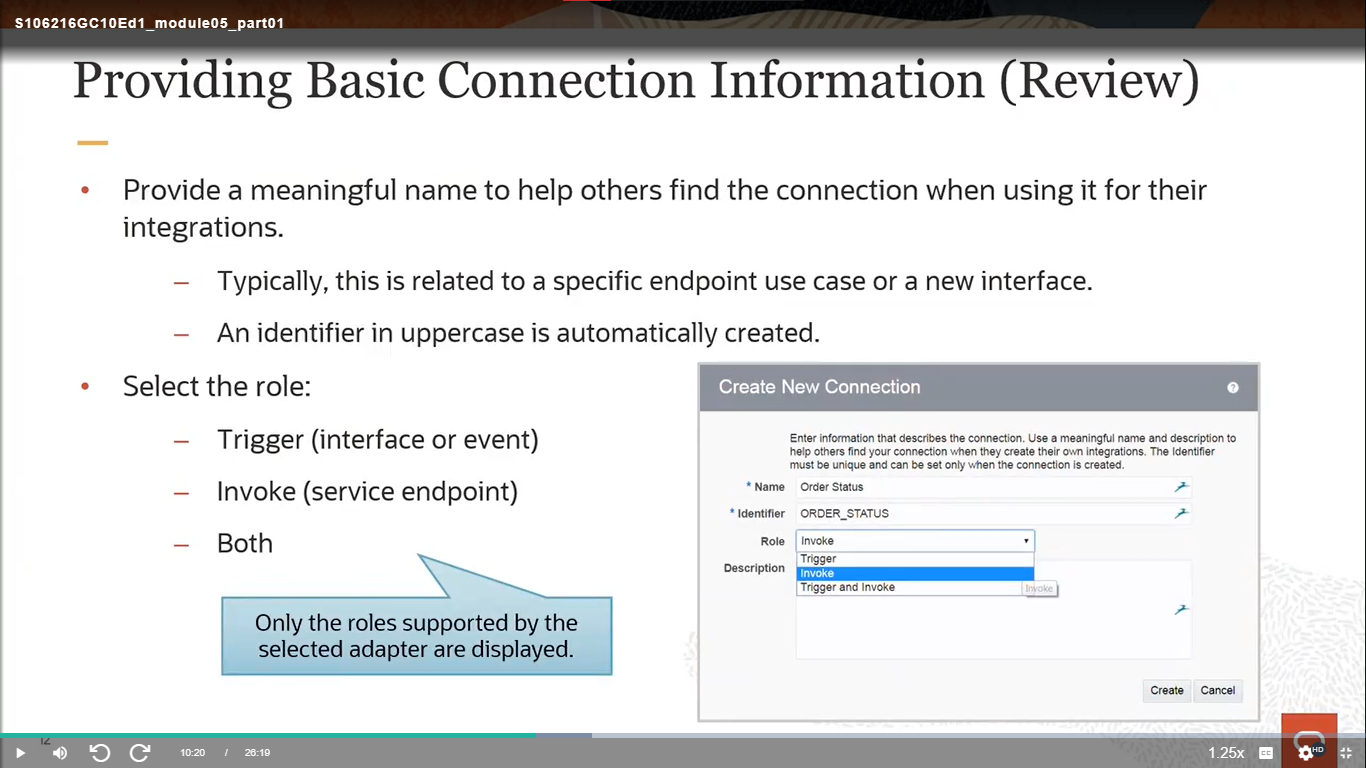 S106216GC10Ed1_module05_part01
Providing Basic Connection Information (Review)
• Provide a meaningful name to help others find the connection when using it for their
integrations.
– Typically, this is related to a specific endpoint use case or a new interface.
– An identifier in uppercase is automatically created.
• Select the role:
– Trigger (interface or event)
– Invoke (service endpoint)
– Both
Only the roles supported by the
selected adapter are displayed.
Create New Connection
?
Enter information that describes the connection. Use a meaningful name and description to
help others find your connection when they create their own integrations. The Identifier
must be unique and can be set only when the connection is created.
* Name Order Status
* Identifier ORDER_STATUS
Role Invoke
Trigger
Invoke
Trigger and Invoke
Invoke
Description
Create Cancel
12
10:20 / 26:19
1.25x CC HD